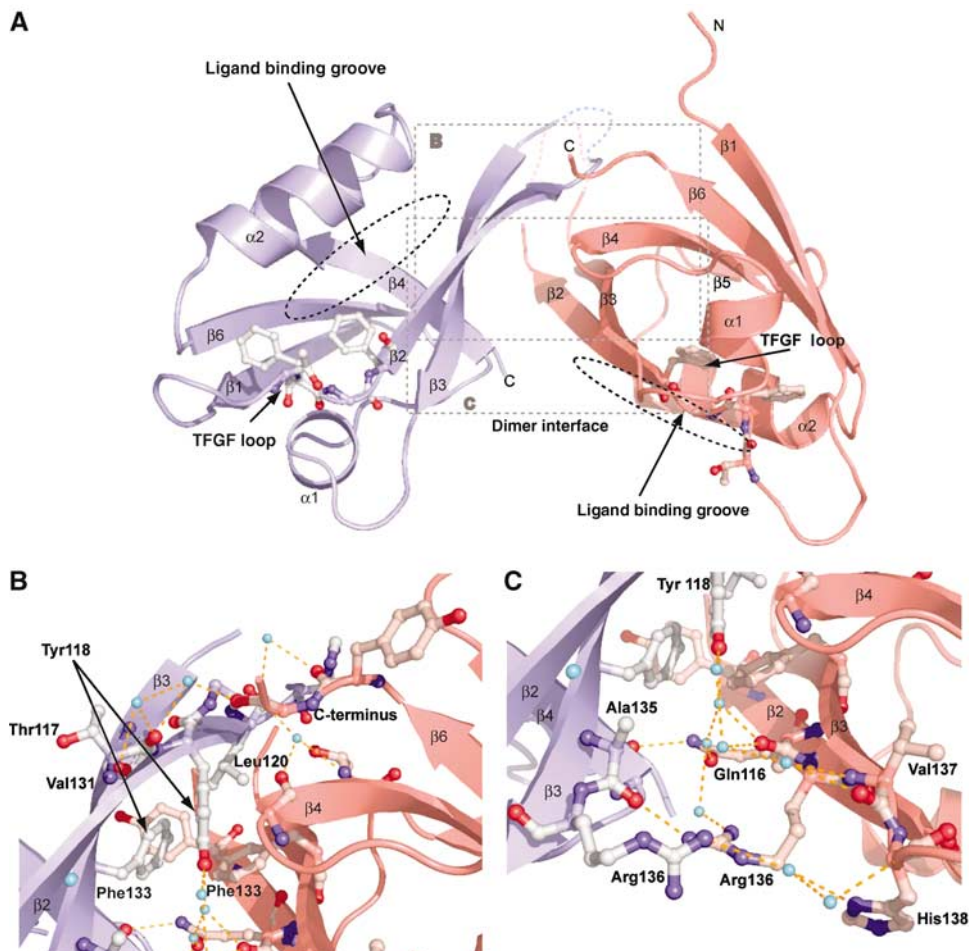 A
N
Ligand binding groove
B
C
β1
β6
α2
β4
β4
β2
β3
β5
α1
β6
β2
TFGF loop
β1
β3
C
TFGF loop
C
α2
Dimer interface
α1
Ligand binding groove
B
Tyr118
β3
Thr117
C-terminus
β6
Val131
Leu120
β4
Phe133
Phe133
β2
C
Tyr 118
β4
β2
β4
Ala135
β2
β3
Gln116
Val137
β3
Arg136
Arg136
His138